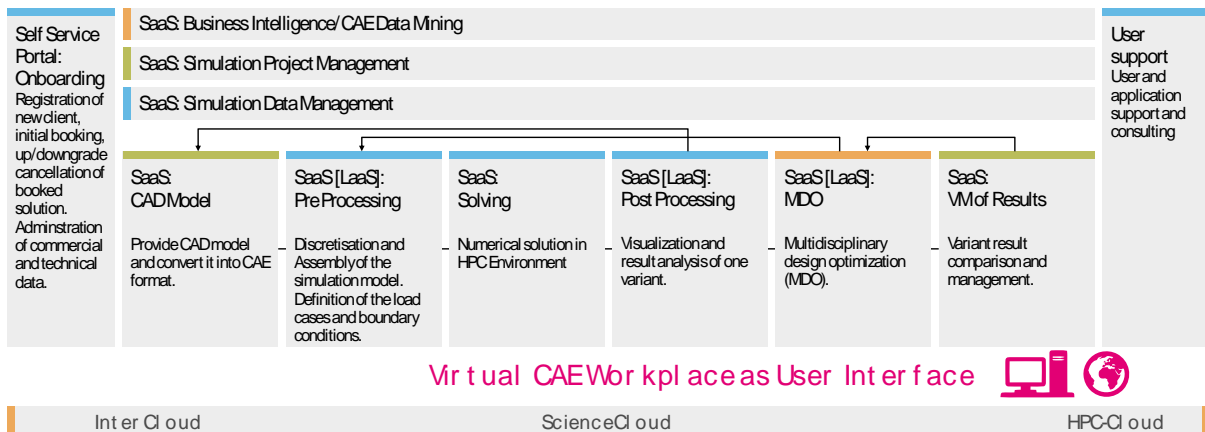 Self Service
Portal:
Onboarding
Registration of
new client,
initial booking,
up/downgrade
cancellation of
booked
solution.
Adminstration
of commercial
and technical
data.
SaaS: Business Intelligence/ CAE Data Mining
SaaS: Simulation Project Management
SaaS: Simulation Data Management
SaaS:
CAD Model
Provide CAD model
and convert it into CAE
format.
SaaS [LaaS]:
Pre Processing
Discretisation and
Assembly of the
simulation model.
Definition of the load
cases and boundary
conditions.
SaaS:
Solving
Numerical solution in
HPC Environment
SaaS [LaaS]:
Post Processing
Visualization and
result analysis of one
variant.
SaaS [LaaS]:
MDO
Multidisciplinary
design optimization
(MDO).
SaaS:
VM of Results
Variant result
comparison and
management.
User
support
User and
application
support and
consulting
Virtual CAE Workplace as User Interface
InterCloud ScienceCloud HPC-Cloud